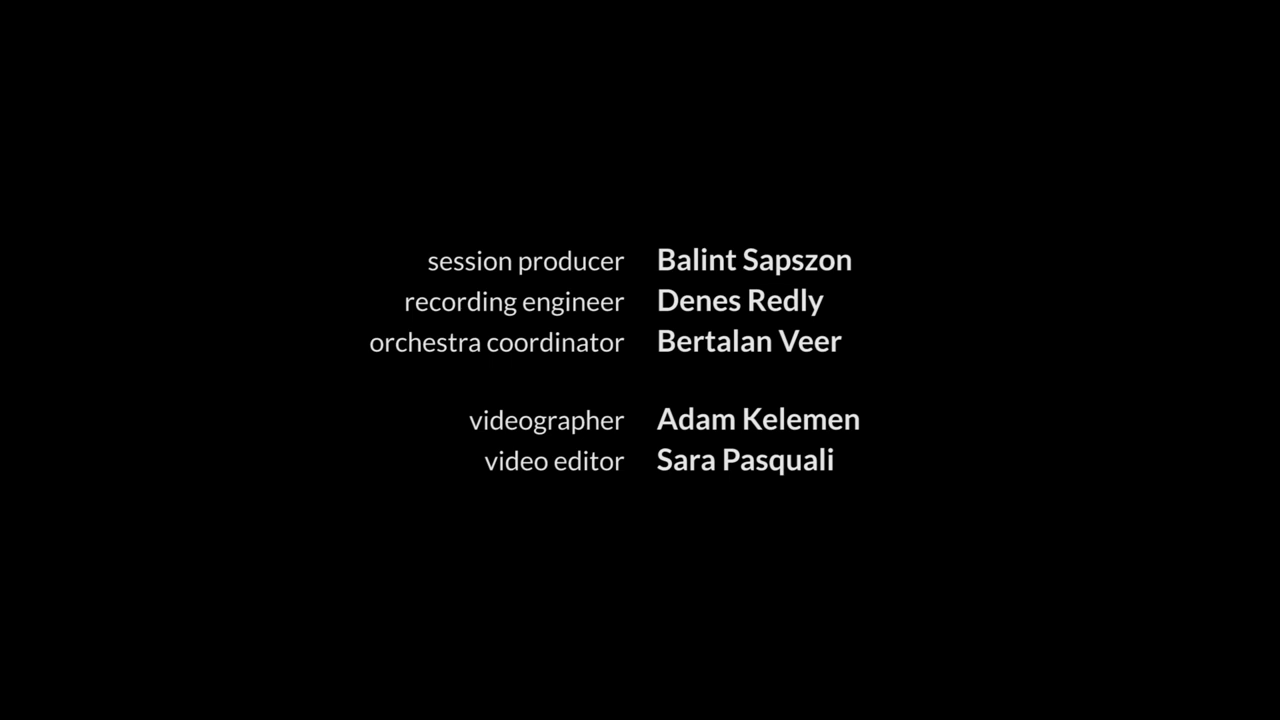 session producer Balint Sapszon
recording engineer Denes Redly
orchestra coordinator Bertalan Veer
videographer Adam Kelemen
video editor Sara Pasquali